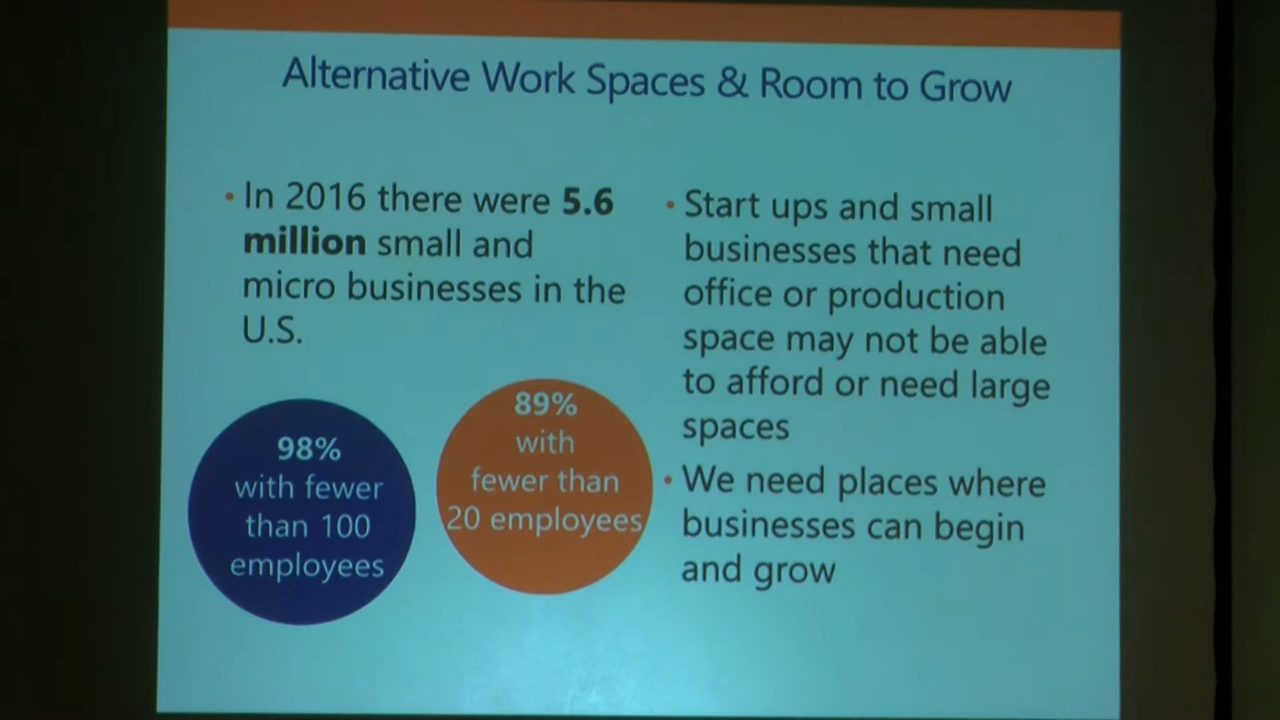 Alternative Work Spaces & Room to Grow
• In 2016 there were 5.6
million small and
micro businesses in the
U.S.
98%
with fewer
than 100
employees
89%
with
fewer than
20 employees
• Start ups and small
businesses that need
office or production
space may not be able
to afford or need large
spaces
• We need places where
businesses can begin
and grow